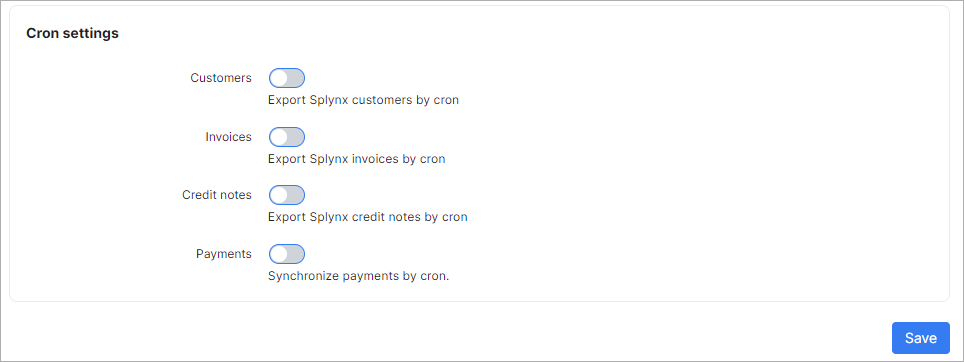 Cron settings
Customers
Export Splynx customers by cron
Invoices
Export Splynx invoices by cron
Credit notes
Export Splynx credit notes by cron
Payments
Synchronize payments by cron.
Save